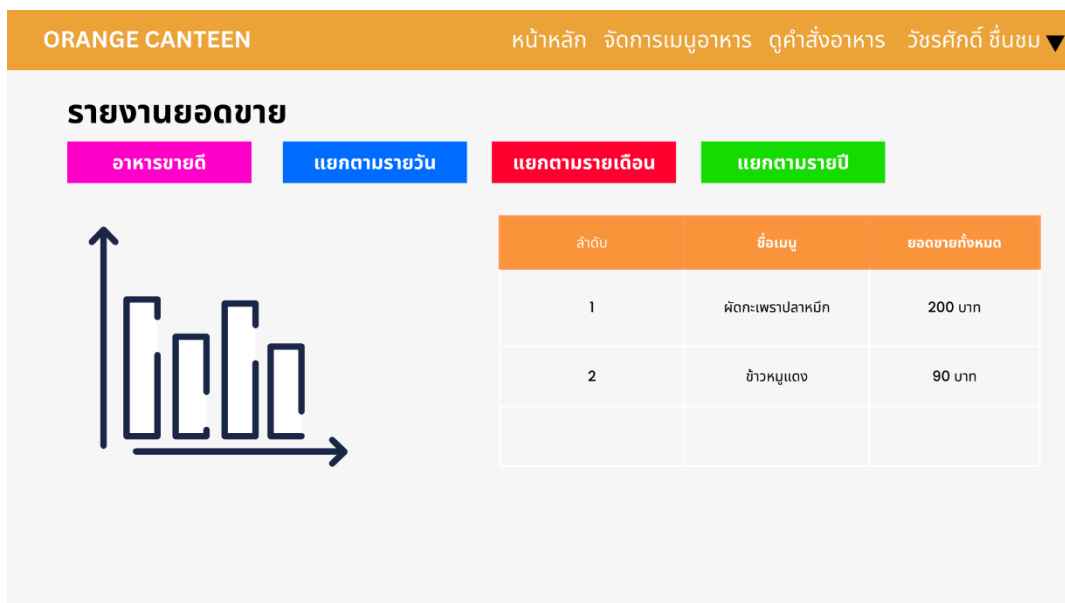 ORANGE CANTEEN หน้าหลัก จัดการเมนูอาหาร ดูคำสั่งอาหาร วัชรศักดิ์ ชื่นชม
รายงานยอดขาย
อาหารขายดี แยกตามรายวัน แยกตามรายเดือน แยกตามรายปี
ลำดับ ชื่อเมนู ยอดขายทั้งหมด
1 ผัดกะเพราปลาหมึก 200 บาท
2 ข้าวหมูแดง 90 บาท